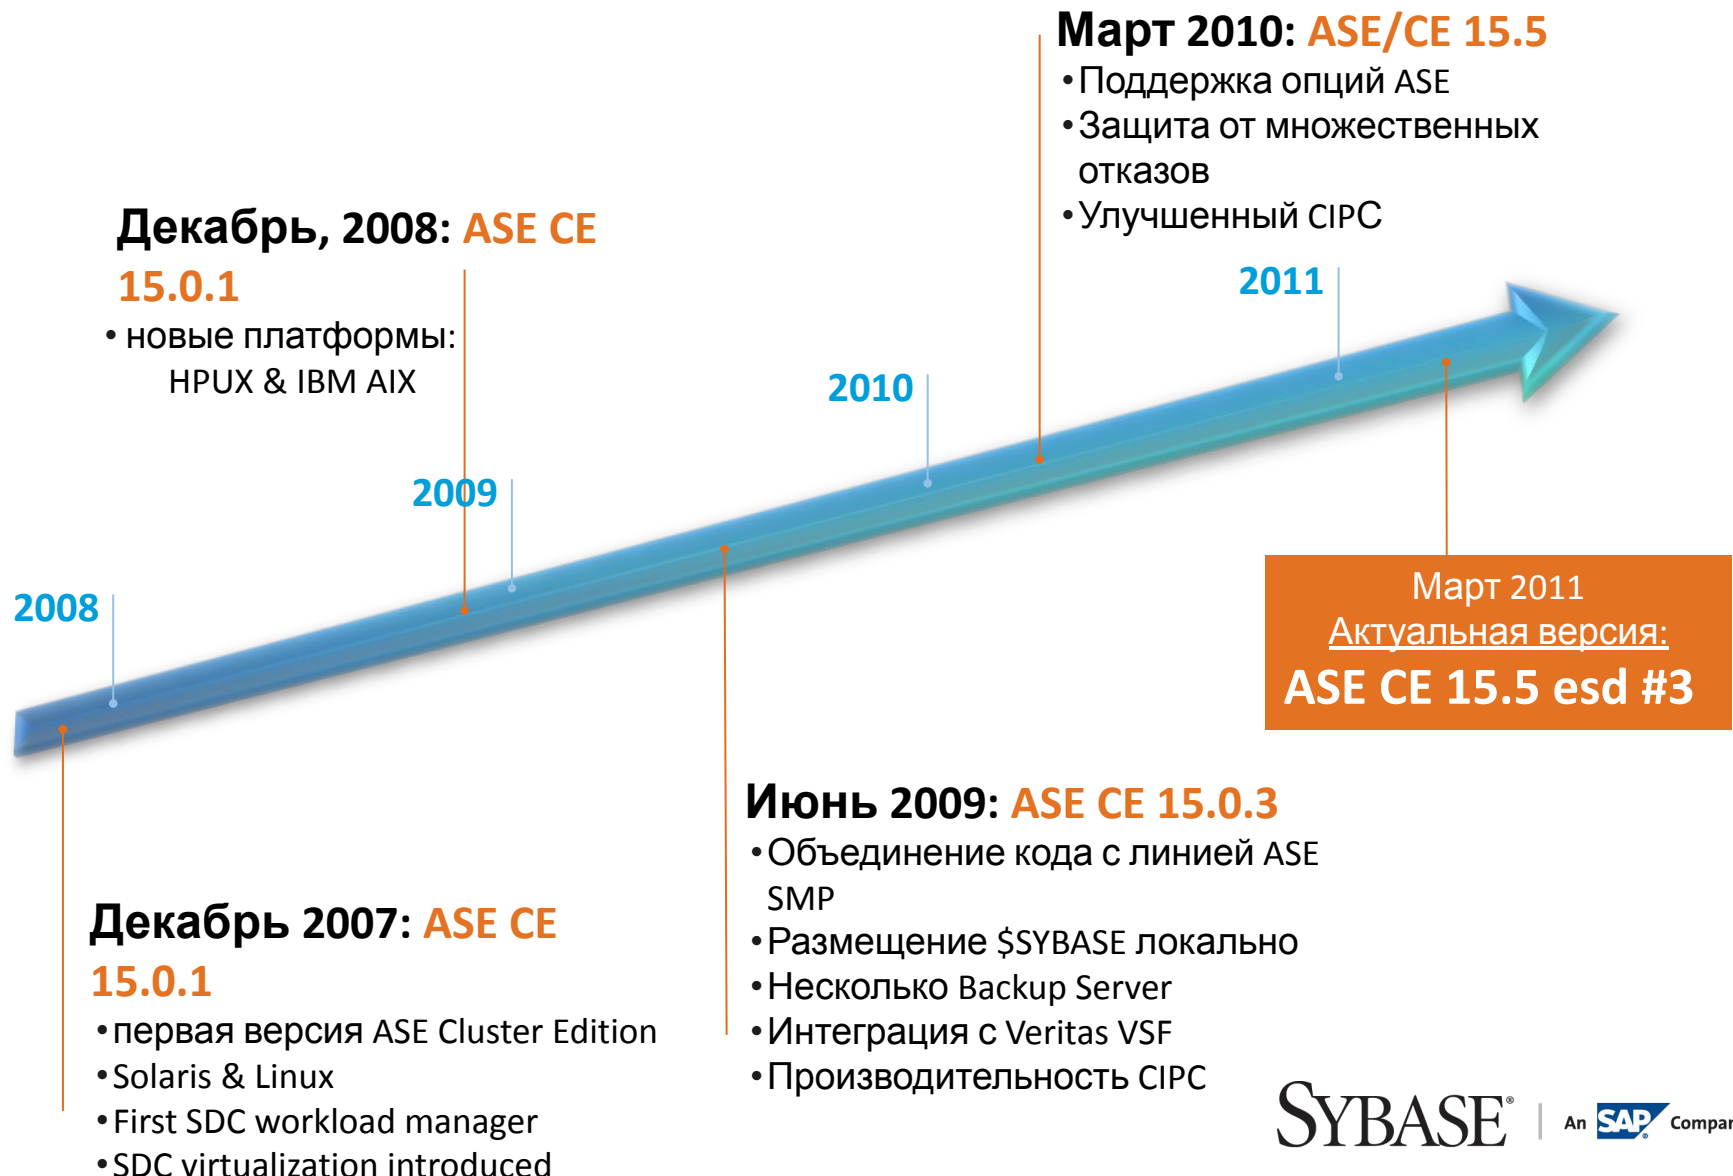 Март 2010: ASE/CE 15.5
•Поддержка опций ASE
•Защита от множественных
отказов
•Улучшенный CIPC
Декабрь, 2008: ASE CE
15.0.1
• новые платформы:
HPUX & IBM AIX
2011
2010
2009
2008
Март 2011
Актуальная версия:
ASE CE 15.5 esd #3
Июнь 2009: ASE CE 15.0.3
•Объединение кода с линией ASE
SMP
•Размещение $SYBASE локально
•Несколько Backup Server
•Интеграция с Veritas VSF
•Производительность CIPC
Декабрь 2007: ASE CE
15.0.1
•первая версия ASE Cluster Edition
•Solaris & Linux
•First SDC workload manager
•SDC virtualization introduced
SYBASE® | An SAP® Compan